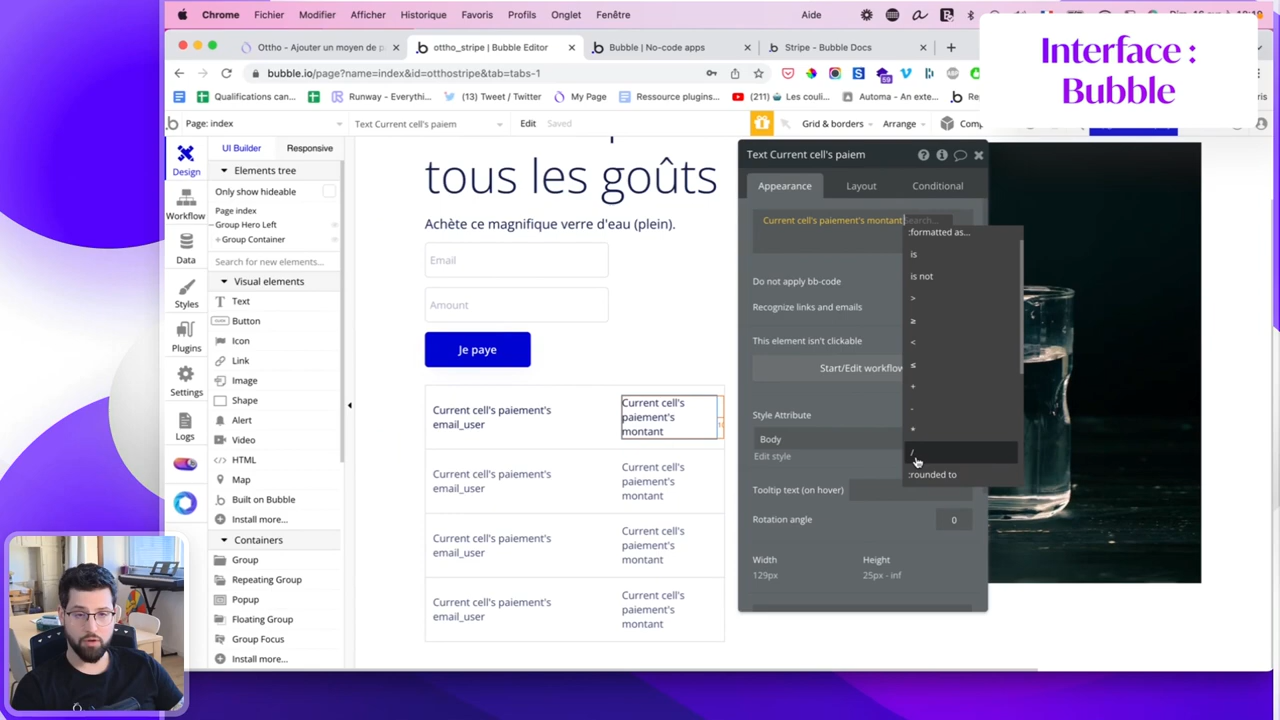 Chrome Fichier Modifier Afficher Historique Favoris Profils Onglet Fenêtre Aide
Interface :
Bubble
Ottho - Ajouter un moyen de p
ottho_stripe | Bubble Editor
Bubble | No-code apps
Stripe - Bubble Docs
bubble.io/page?name=index&id=otthostripe&tab=tabs-1
59
Qualifications can...
Runway - Everythi...
(13) Tweet / Twitter
My Page
Ressource plugins...
(211) Les couli...
Automa - An exte...
Page: index
Text Current cell's paiem
Edit
Saved
Grid & borders
Arrange
Design
Workflow
Data
Styles
Plugins
Settings
Logs
UI Builder
Responsive
Elements tree
Only show hideable
Page index
Group Hero Left
+Group Container
Search for new elements...
Visual elements
Text
Button
Icon
Link
Image
Shape
Alert
Video
HTML
Map
Built on Bubble
Install more...
Containers
Group
Repeating Group
Popup
Floating Group
Group Focus
Install more...
tous les goûts
Achète ce magnifique verre d'eau (plein).
Email
Amount
Je paye
Current cell's paiement's
email_user
Current cell's
paiement's
montant
Current cell's paiement's
email_user
Current cell's
paiement's
montant
Current cell's paiement's
email_user
Current cell's
paiement's
montant
Current cell's paiement's
email_user
Current cell's
paiement's
montant
Text Current cell's paiem
Appearance
Layout
Conditional
Current cell's paiement's montant
Search...
:formatted as...
is
is not
>
≥
<
≤
+
-
*
/
:rounded to
Do not apply bb-code
Recognize links and emails
This element isn't clickable
Start/Edit workflow
Style Attribute
Body
Edit style
Tooltip text (on hover)
Rotation angle
0
Width
Height
129px
25px - inf